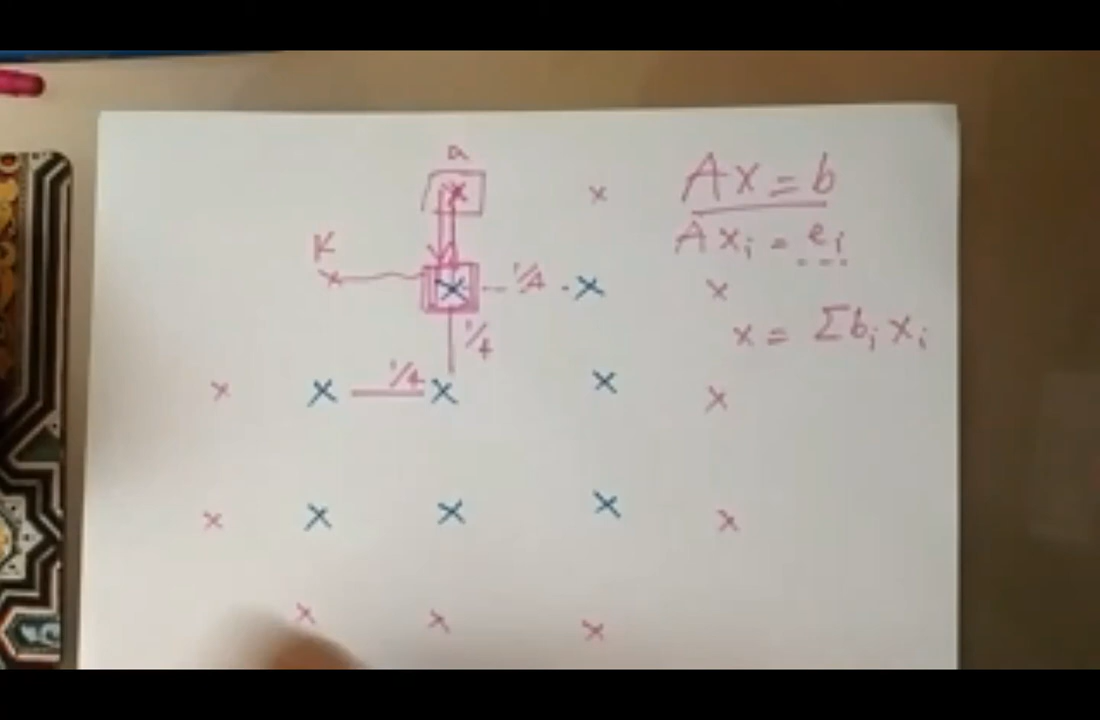 a
Ax = b
Axᵢ = eᵢ
K
1/4
x = Σbᵢxᵢ
1/4
1/4